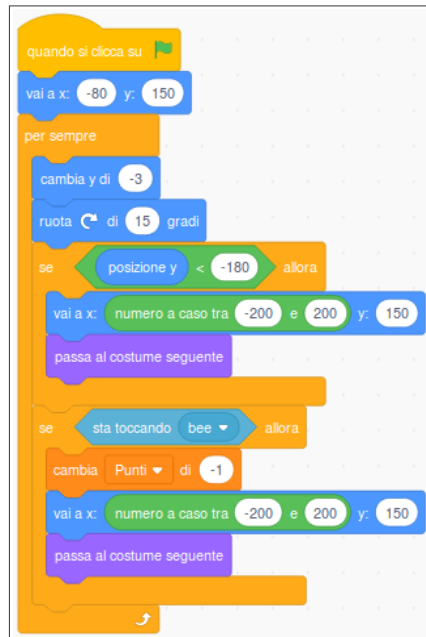 quando si clicca su
vai a x: -80 y: 150
per sempre
cambia y di -3
ruota di 15 gradi
se posizione y < -180 allora
vai a x: numero a caso tra -200 e 200 y: 150
passa al costume seguente
se sta toccando bee allora
cambia Punti di -1
vai a x: numero a caso tra -200 e 200 y: 150
passa al costume seguente